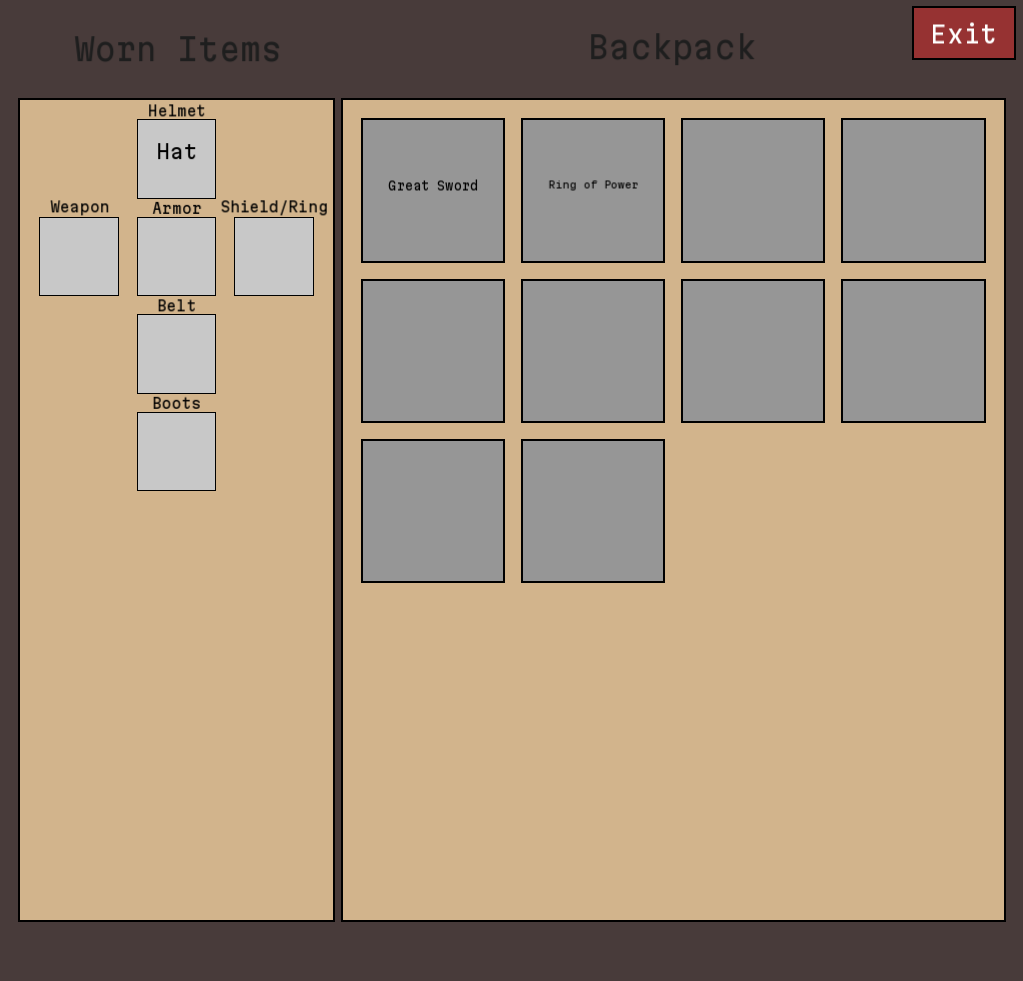 Worn Items
Backpack
Exit
Helmet
Hat
Weapon
Armor
Shield/Ring
Belt
Boots
Great Sword
Ring of Power